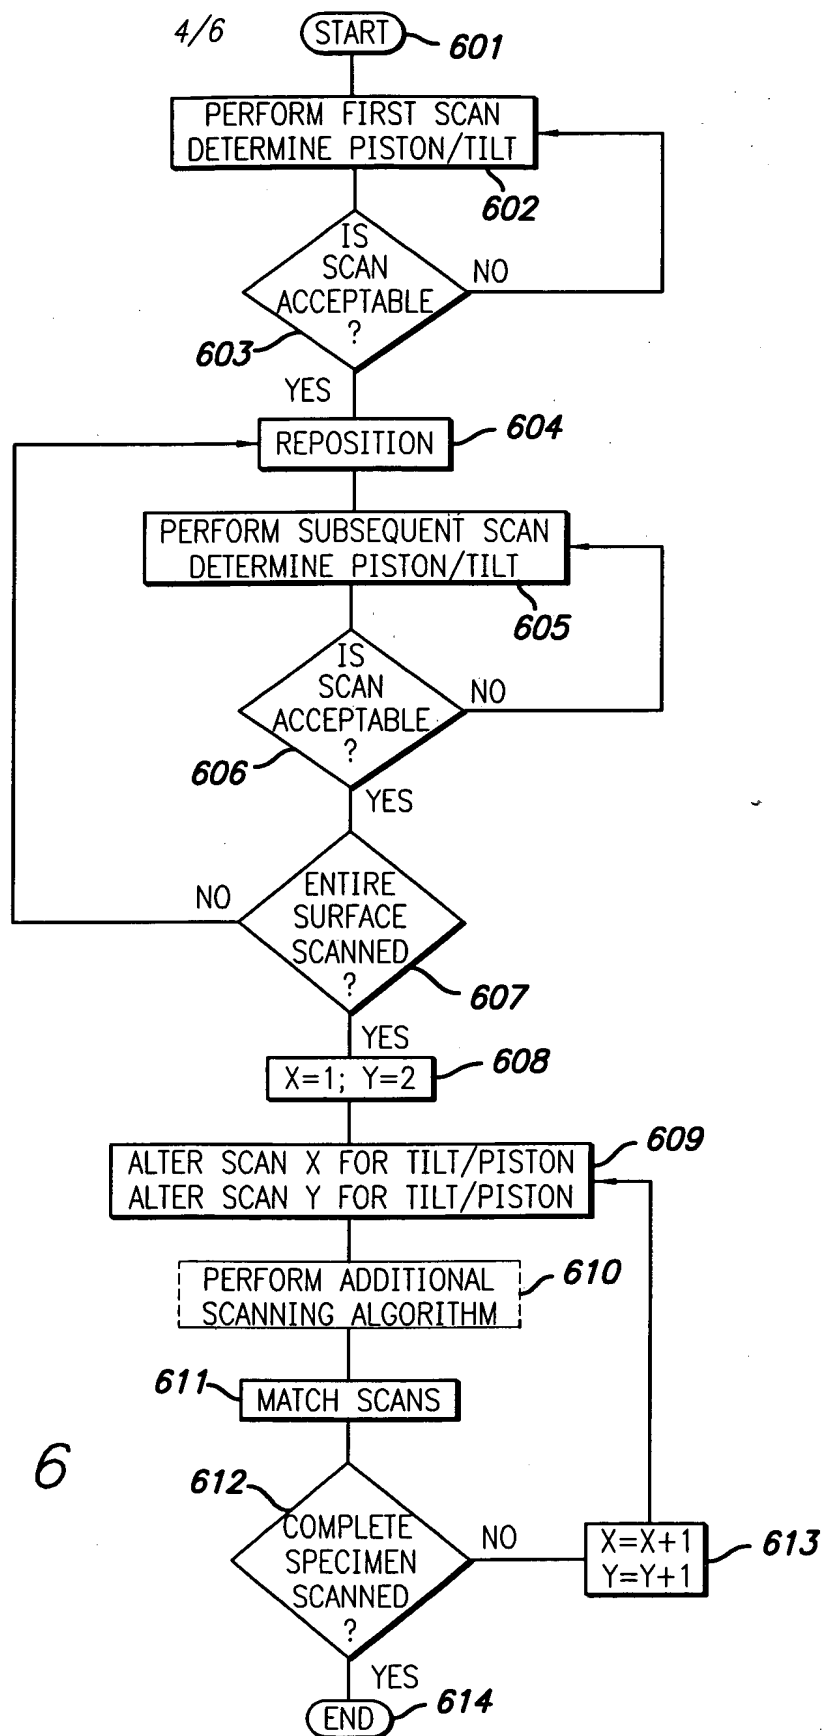 4/6
START
601
PERFORM FIRST SCAN
DETERMINE PISTON/TILT
602
IS
SCAN
ACCEPTABLE
?
NO
603
YES
REPOSITION
604
PERFORM SUBSEQUENT SCAN
DETERMINE PISTON/TILT
605
IS
SCAN
ACCEPTABLE
?
NO
606
YES
ENTIRE
SURFACE
SCANNED
?
NO
607
YES
X=1; Y=2
608
ALTER SCAN X FOR TILT/PISTON
ALTER SCAN Y FOR TILT/PISTON
609
PERFORM ADDITIONAL
SCANNING ALGORITHM
610
611
MATCH SCANS
6
612
COMPLETE
SPECIMEN
SCANNED
?
NO
X=X+1
Y=Y+1
613
YES
END
614